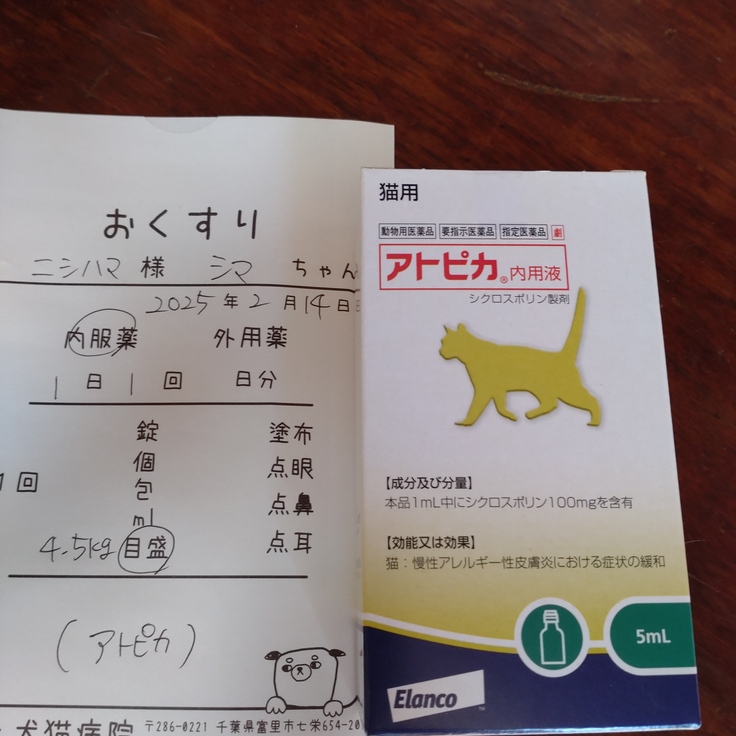 おくすり
ニシハマ 様 シマ ちゃん
2025年2月14日
内服薬 外用薬
1日1回 日分
錠 塗布
個 点眼
1回
包 点鼻
ml
4.5kg 目盛 点耳
(アトピカ)
犬猫病院 〒286-0221 千葉県富里市七栄654-20
猫用
動物用医薬品 要指示医薬品 指定医薬品 劇
アトピカ®内用液
シクロスポリン製剤
【成分及び分量】
本品1mL中にシクロスポリン100mgを含有
【効能又は効果】
猫：慢性アレルギー性皮膚炎における症状の緩和
5mL
Elanco™